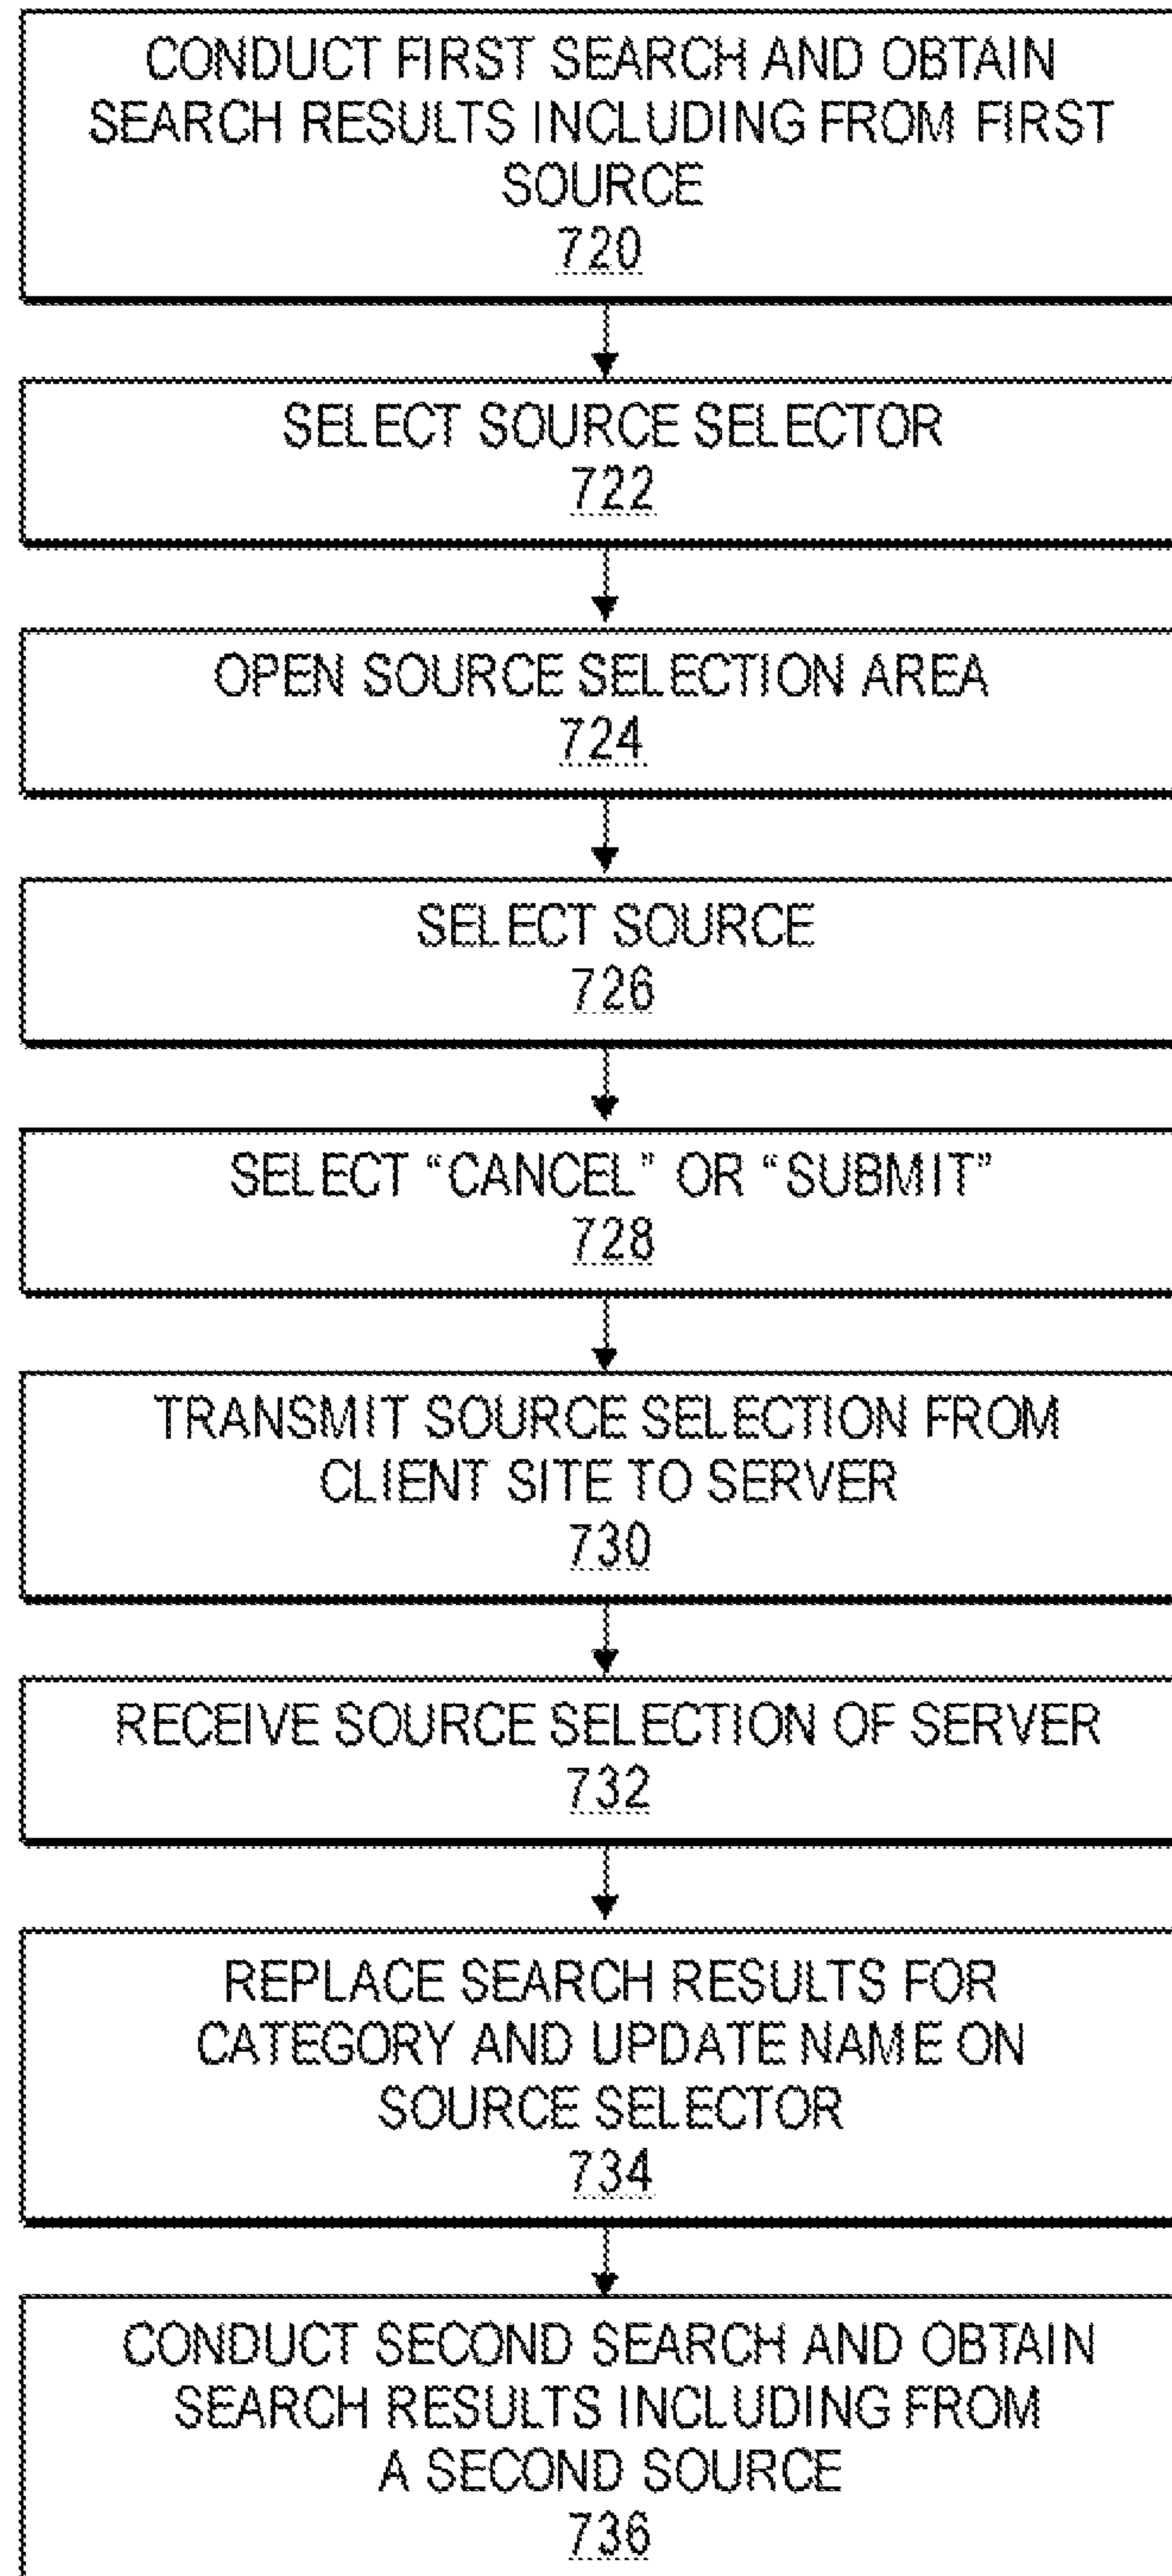 CONDUCT FIRST SEARCH AND OBTAIN
SEARCH RESULTS INCLUDING FROM FIRST
SOURCE
720
SELECT SOURCE SELECTOR
722
OPEN SOURCE SELECTION AREA
724
SELECT SOURCE
726
SELECT “CANCEL” OR “SUBMIT”
728
TRANSMIT SOURCE SELECTION FROM
CLIENT SITE TO SERVER
730
RECEIVE SOURCE SELECTION OF SERVER
732
REPLACE SEARCH RESULTS FOR
CATEGORY AND UPDATE NAME ON
SOURCE SELECTOR
734
CONDUCT SECOND SEARCH AND OBTAIN
SEARCH RESULTS INCLUDING FROM
A SECOND SOURCE
736